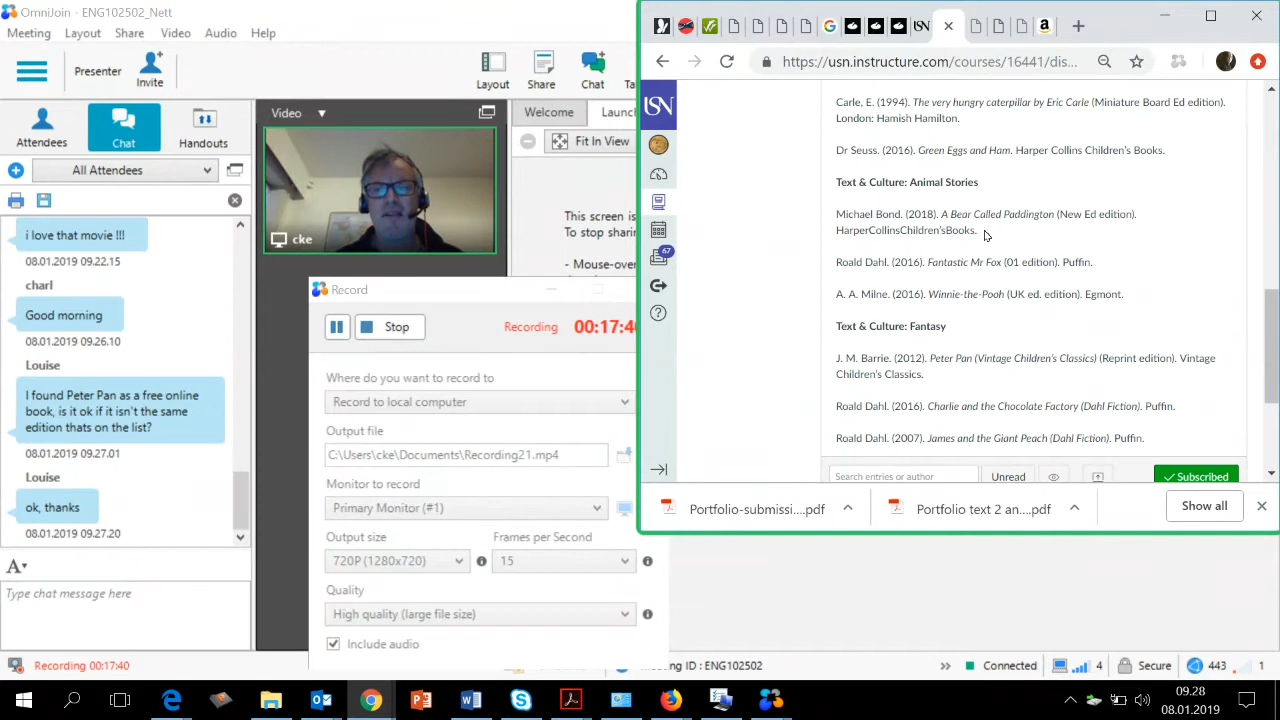 OmniJoin - ENG102502_Nett
Meeting Layout Share Video Audio Help
Presenter
Invite
Layout
Share
Chat
Attendees
Chat
Handouts
All Attendees
i love that movie !!!
08.01.2019 09.22.15
charl
Good morning
08.01.2019 09.26.10
Louise
I found Peter Pan as a free online
book, is it ok if it isn't the same
edition thats on the list?
08.01.2019 09.27.01
Louise
ok, thanks
08.01.2019 09.27.20
A
Type chat message here
Recording 00:17:40
Video
cke
Welcome
Fit In View
This screen is
To stop sharin
- Mouse-over
Record
Stop
Recording
Where do you want to record to
Record to local computer
Output file
C:\Users\cke\Documents\Recording21.mp4
Monitor to record
Primary Monitor (#1)
Output size
Frames per Second
720P (1280x720)
15
Quality
High quality (large file size)
Include audio
https://usn.instructure.com/courses/16441/dis...
USN
67
Carle, E. (1994). The very hungry caterpillar by Eric Carle (Miniature Board Ed edition).
London: Hamish Hamilton.
Dr Seuss. (2016). Green Eggs and Ham. Harper Collins Children's Books.
Text & Culture: Animal Stories
Michael Bond. (2018). A Bear Called Paddington (New Ed edition).
HarperCollinsChildren'sBooks.
Roald Dahl. (2016). Fantastic Mr Fox (01 edition). Puffin.
A. A. Milne. (2016). Winnie-the-Pooh (UK ed. edition). Egmont.
Text & Culture: Fantasy
J. M. Barrie. (2012). Peter Pan (Vintage Children's Classics) (Reprint edition). Vintage
Children's Classics.
Roald Dahl. (2016). Charlie and the Chocolate Factory (Dahl Fiction). Puffin.
Roald Dahl. (2007). James and the Giant Peach (Dahl Fiction). Puffin.
Search entries or author
Unread
Subscribed
Portfolio-submissi....pdf
Portfolio text 2 an....pdf
Show all
ID : ENG102502
Connected
4
Secure
443
1
09.28
08.01.2019